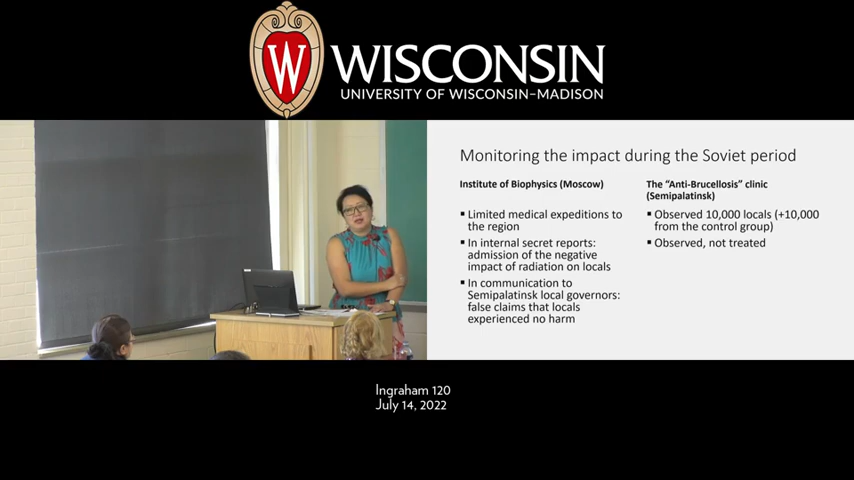 W
WISCONSIN
UNIVERSITY OF WISCONSIN–MADISON
Monitoring the impact during the Soviet period
Institute of Biophysics (Moscow)
▪ Limited medical expeditions to
the region
▪ In internal secret reports:
admission of the negative
impact of radiation on locals
▪ In communication to
Semipalatinsk local governors:
false claims that locals
experienced no harm
The “Anti-Brucellosis” clinic
(Semipalatinsk)
▪ Observed 10,000 locals (+10,000
from the control group)
▪ Observed, not treated
Ingraham 120
July 14, 2022